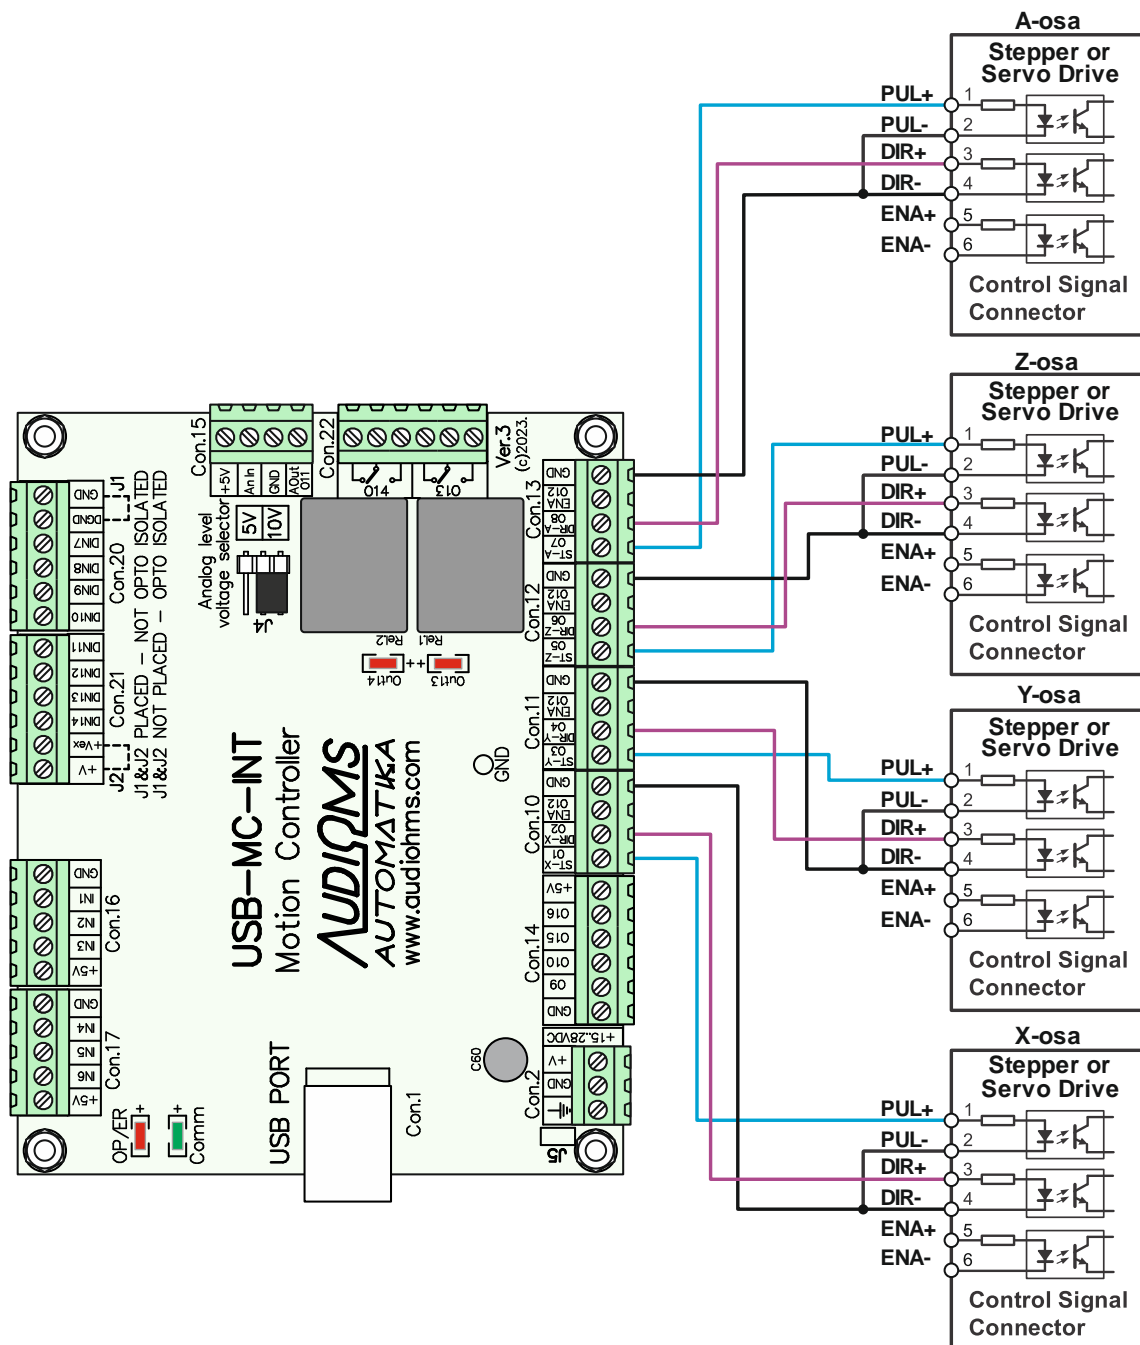 A-osa
Stepper or
Servo Drive
PUL+
PUL-
DIR+
DIR-
ENA+
ENA-
1
2
3
4
5
6
Control Signal
Connector
Z-osa
Stepper or
Servo Drive
PUL+
PUL-
DIR+
DIR-
ENA+
ENA-
1
2
3
4
5
6
Control Signal
Connector
Y-osa
Stepper or
Servo Drive
PUL+
PUL-
DIR+
DIR-
ENA+
ENA-
1
2
3
4
5
6
Control Signal
Connector
X-osa
Stepper or
Servo Drive
PUL+
PUL-
DIR+
DIR-
ENA+
ENA-
1
2
3
4
5
6
Control Signal
Connector
Con.15
+5V
An In
GND
AOut
O11
Con.22
O14
O13
Ver.3
(c)2023.
Analog level
voltage selector
5V
10V
J4
Rel.2
Rel.1
Out14
++
Out13
J1
GND
DGND
DIN7
DIN8
DIN9
DIN10
Con.20
DIN11
DIN12
DIN13
DIN14
+Vex
+V
Con.21
J2
J1&J2 PLACED - NOT OPTO ISOLATED
J1&J2 NOT PLACED - OPTO ISOLATED
GND
IN1
IN2
IN3
+5V
Con.16
GND
IN4
IN5
IN6
+5V
Con.17
OP/ER
+
Comm
+
USB-MC-INT
Motion Controller
AUDIOMS
AUTOMATIKA
www.audiohms.com
GND
USB PORT
Con.1
C60
Con.13
GND
ENA
O12
DIR-A
O8
ST-A
O7
Con.12
GND
ENA
O12
DIR-Z
O6
ST-Z
O5
Con.11
GND
ENA
O12
DIR-Y
O4
ST-Y
O3
Con.10
GND
ENA
O12
DIR-X
O2
ST-X
O1
Con.14
+5V
O16
O15
O10
O9
GND
+15..28VDC
Con.2
+V
GND
J5